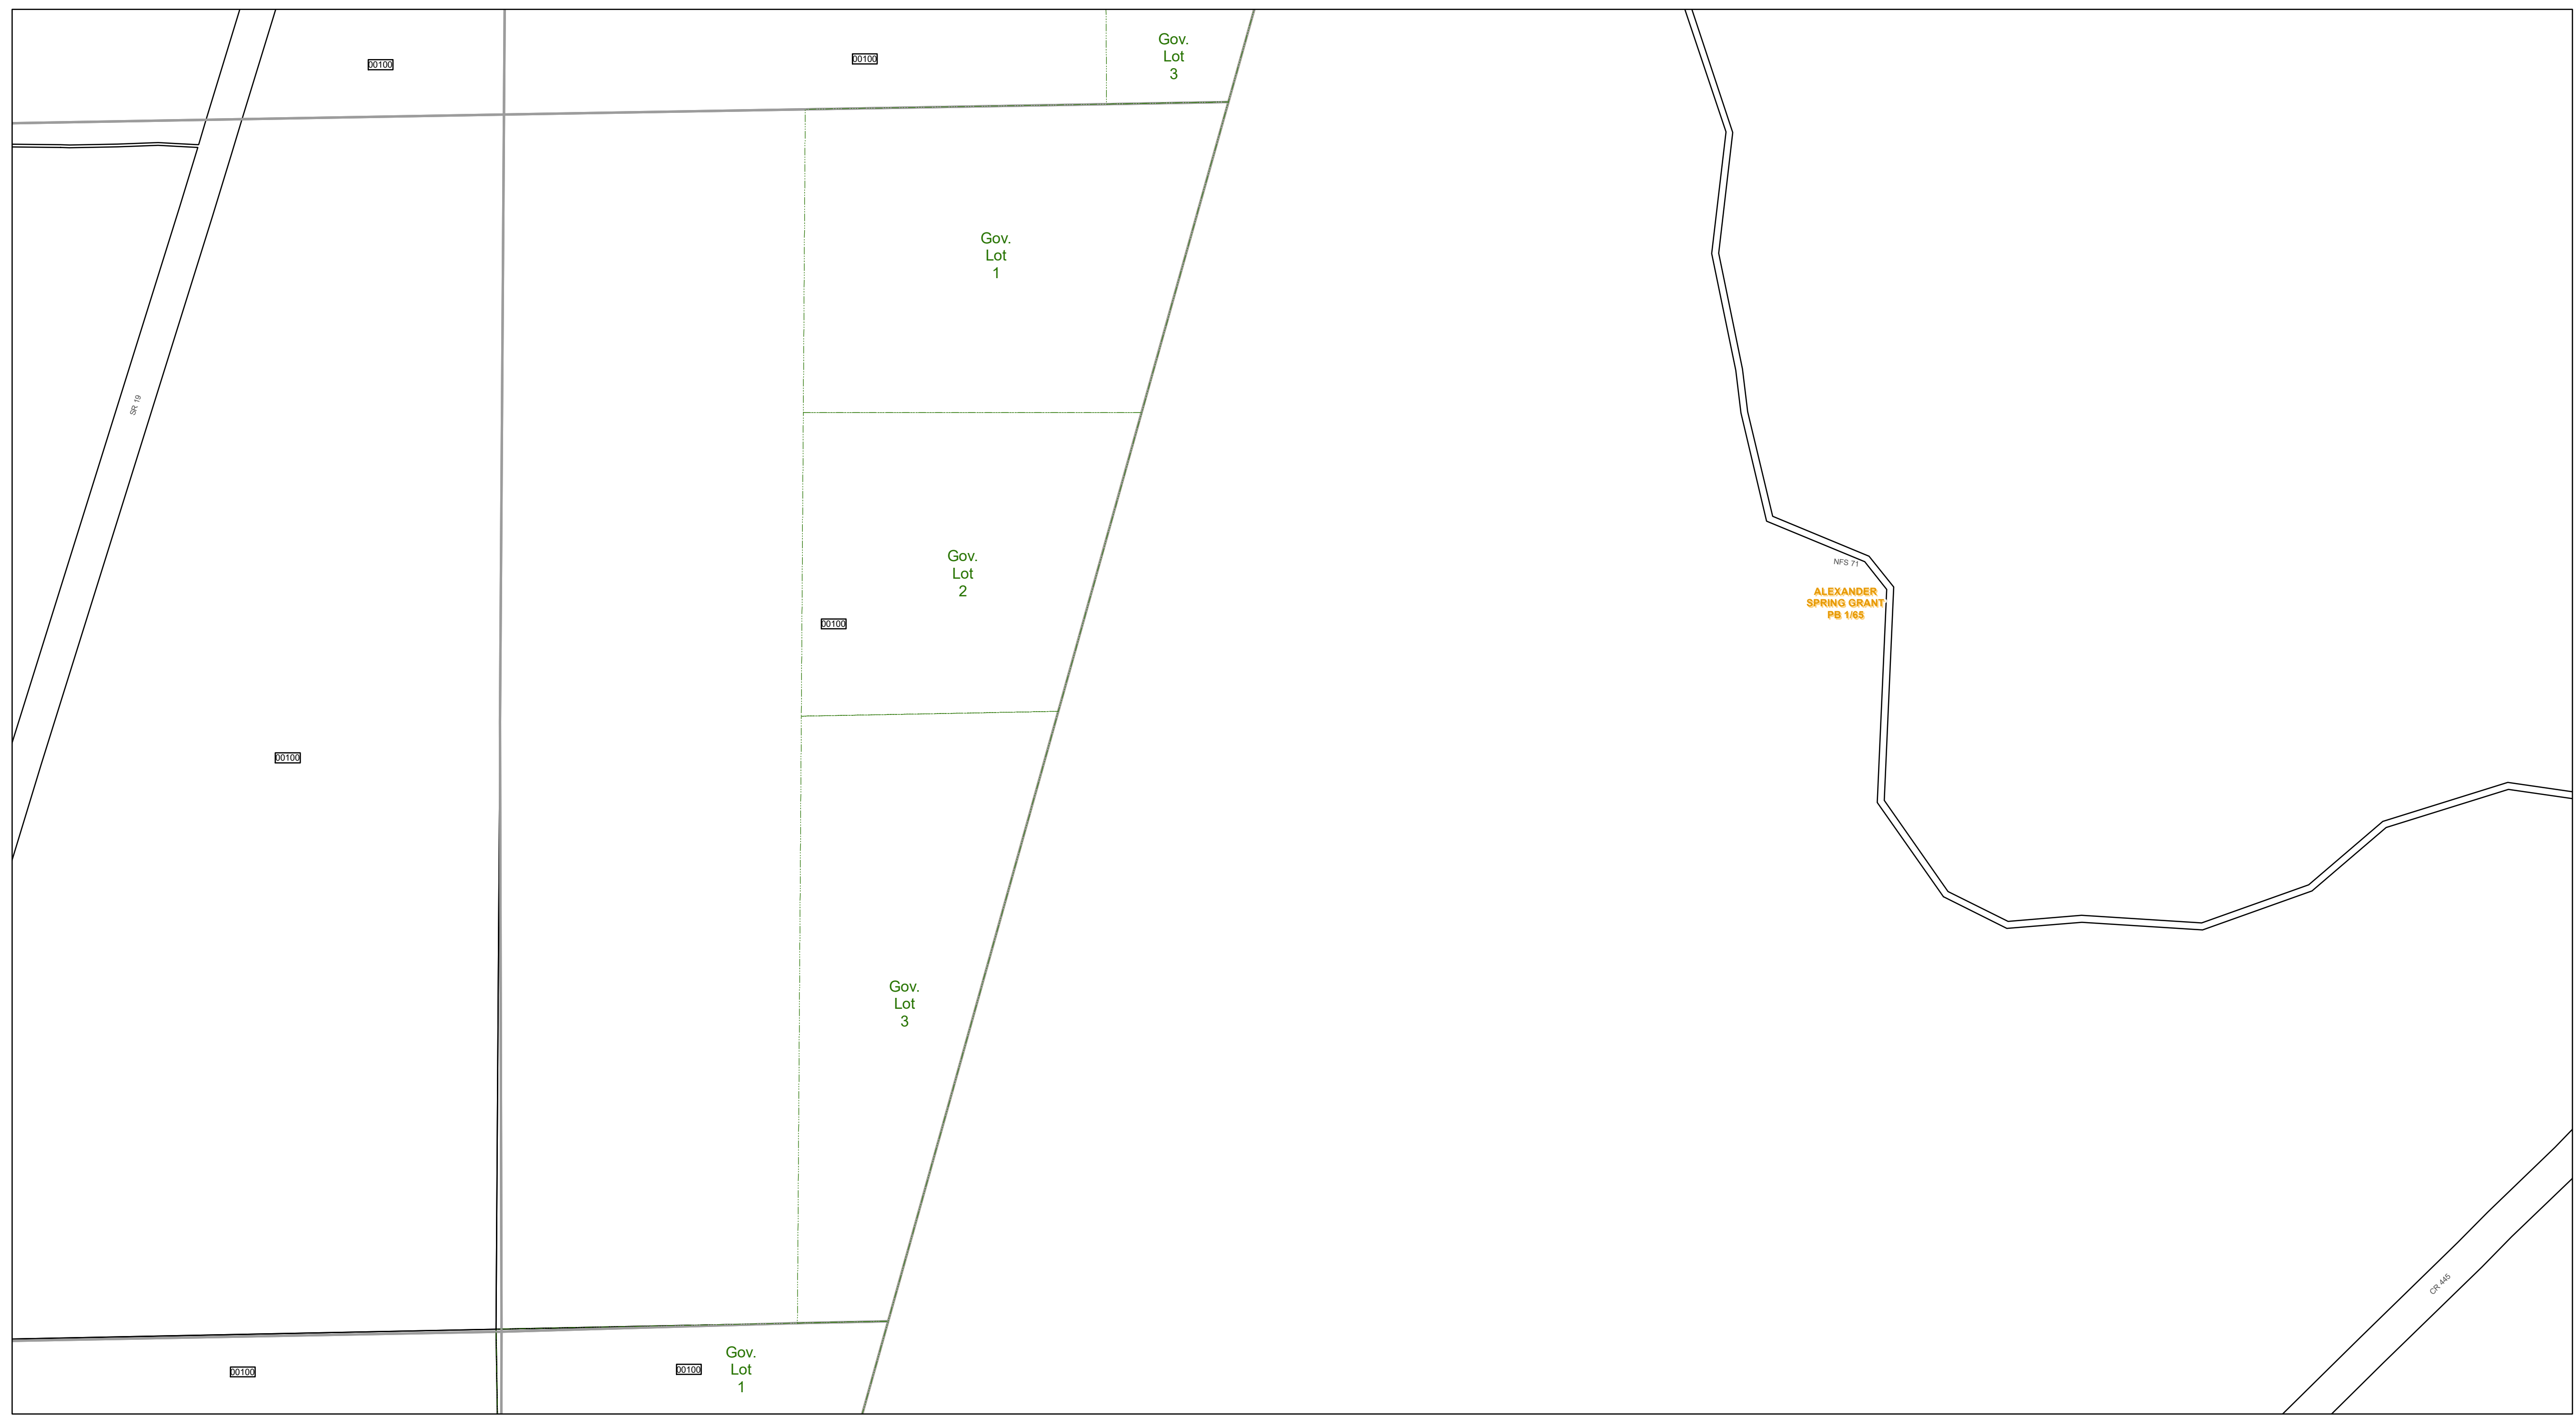 Gov.
Lot
3
00100
00100
Gov.
Lot
1
SR 19
Gov.
Lot
2
NFS 71
ALEXANDER
SPRING GRANT
PB 1/65
00100
00100
Gov.
Lot
3
CR 445
Gov.
Lot
1
00100
00100